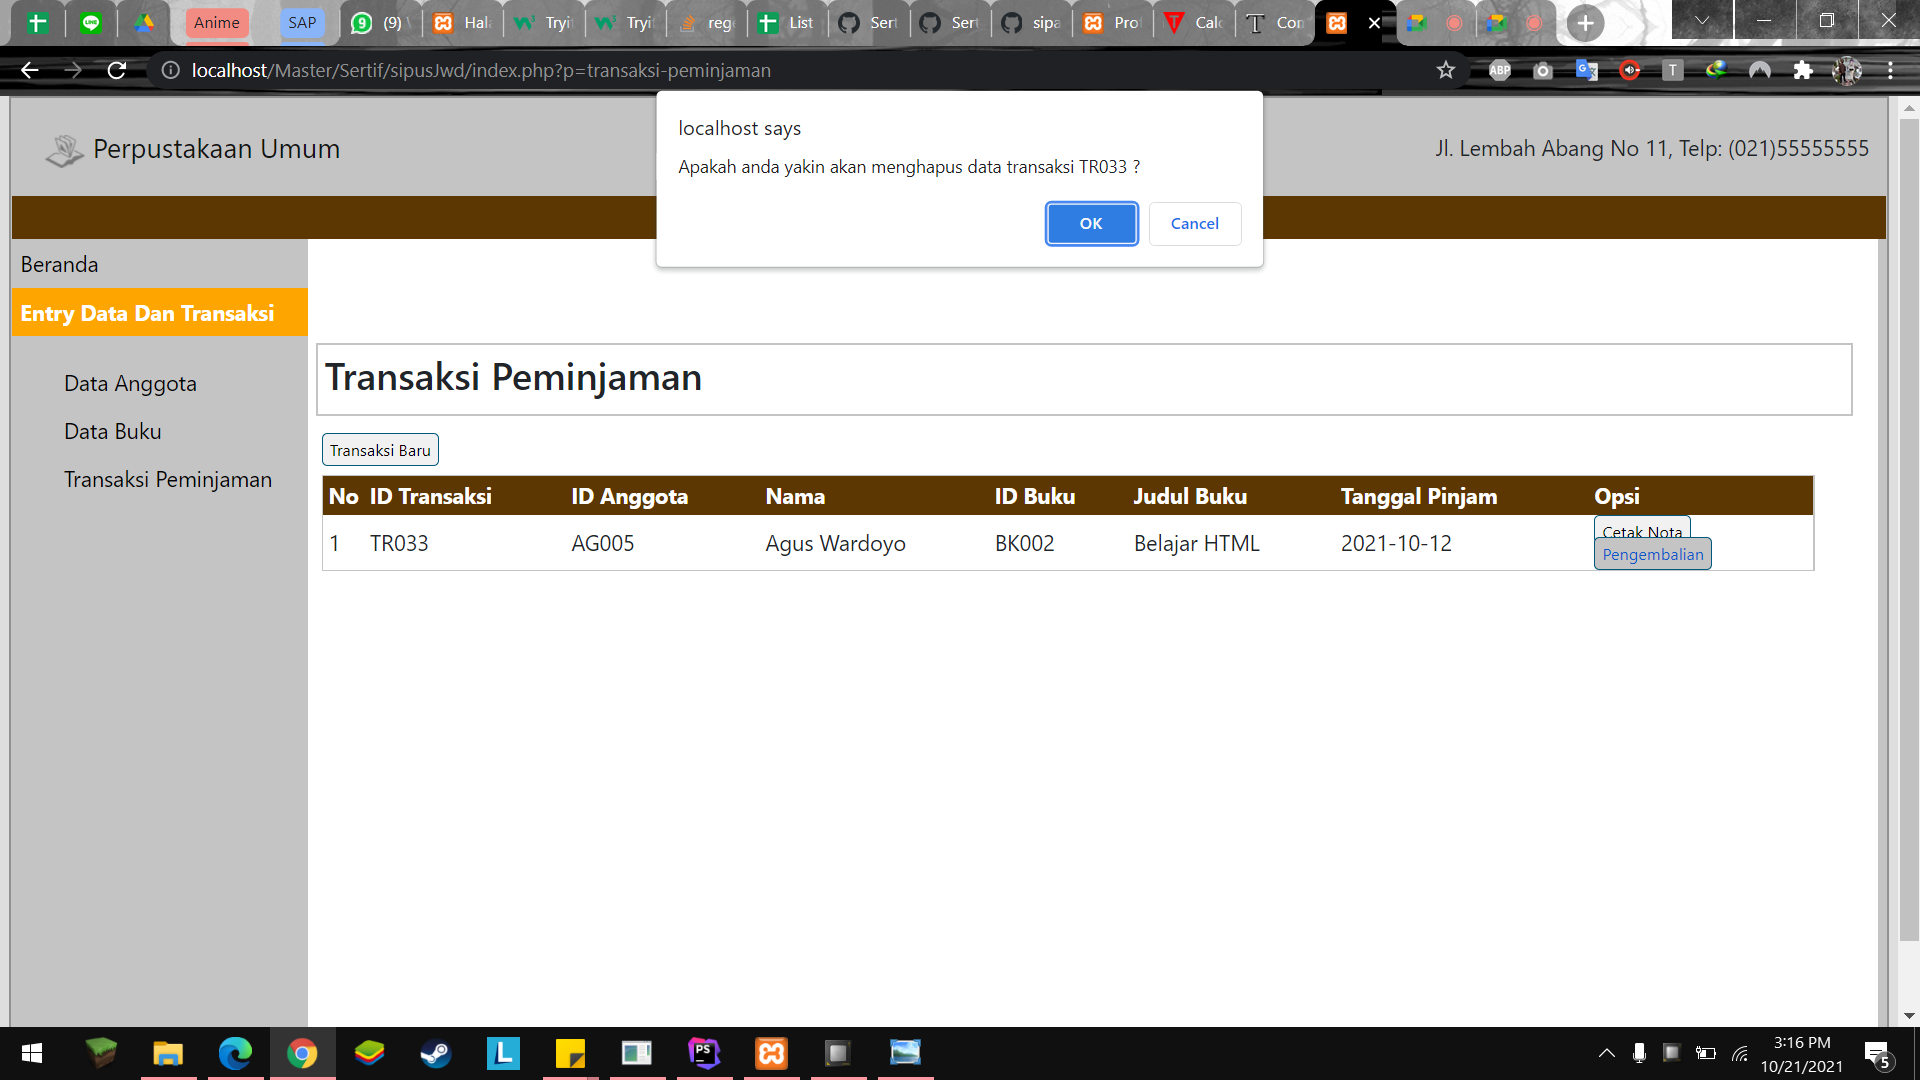 Anime
SAP
(9)
Hal
Tryi
Tryi
reg
List
Sert
Ser
sipa
Pro
Calc
Con
localhost/Master/Sertif/sipusJwd/index.php?p=transaksi-peminjaman
ABP
T
localhost says
Apakah anda yakin akan menghapus data transaksi TR033 ?
OK
Cancel
Perpustakaan Umum
Jl. Lembah Abang No 11, Telp: (021)55555555
Beranda
Entry Data Dan Transaksi
Data Anggota
Data Buku
Transaksi Peminjaman
Transaksi Peminjaman
Transaksi Baru
No ID Transaksi ID Anggota Nama ID Buku Judul Buku Tanggal Pinjam Opsi
1 TR033 AG005 Agus Wardoyo BK002 Belajar HTML 2021-10-12 Cetak Nota
Pengembalian
L
PS
3:16 PM
10/21/2021
5